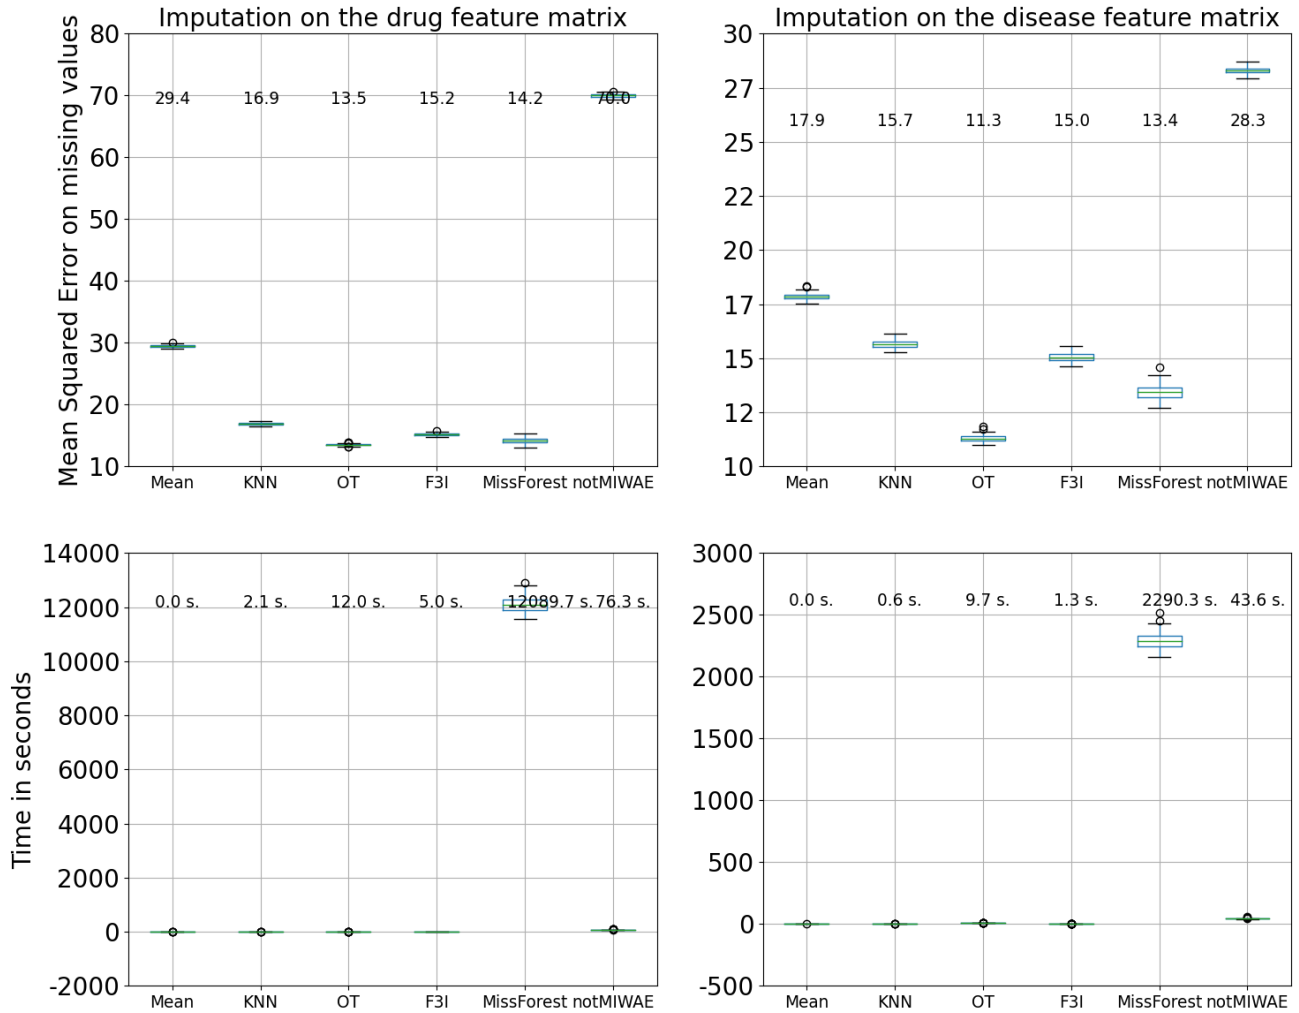 Imputation on the drug feature matrix
Mean Squared Error on missing values
80
70
60
50
40
30
20
10
29.4 16.9 13.5 15.2 14.2 70.0
Mean KNN OT F3I MissForest notMIWAE
Imputation on the disease feature matrix
30
27
25
22
20
17
15
12
10
17.9 15.7 11.3 15.0 13.4 28.3
Mean KNN OT F3I MissForest notMIWAE
Time in seconds
14000
12000
10000
8000
6000
4000
2000
0
-2000
0.0 s. 2.1 s. 12.0 s. 5.0 s. 12089.7 s. 76.3 s.
Mean KNN OT F3I MissForest notMIWAE
3000
2500
2000
1500
1000
500
0
-500
0.0 s. 0.6 s. 9.7 s. 1.3 s. 2290.3 s. 43.6 s.
Mean KNN OT F3I MissForest notMIWAE